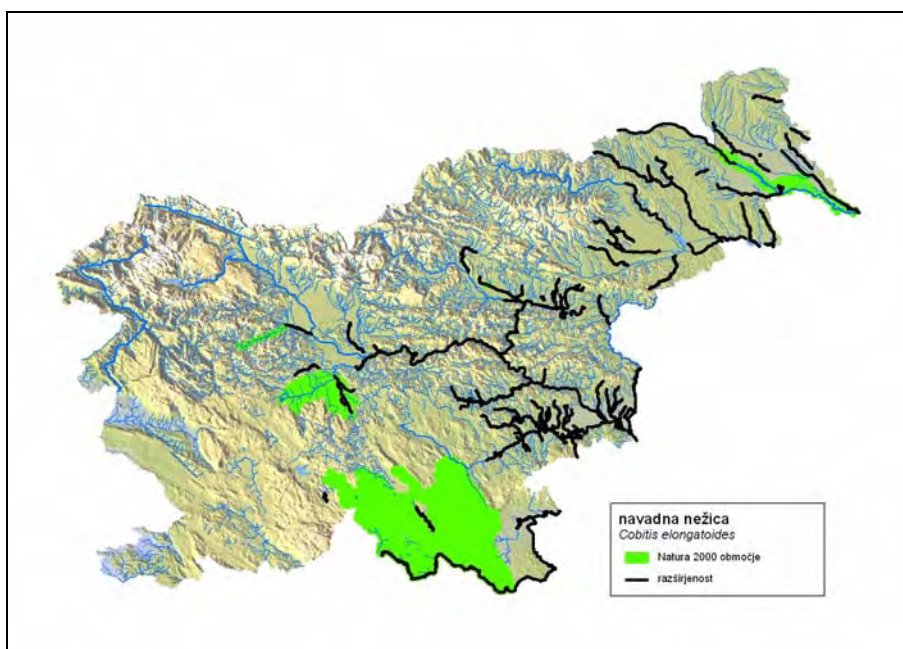 navadna nežica
Cobitis elongatoides
Natura 2000 območje
razširjenost